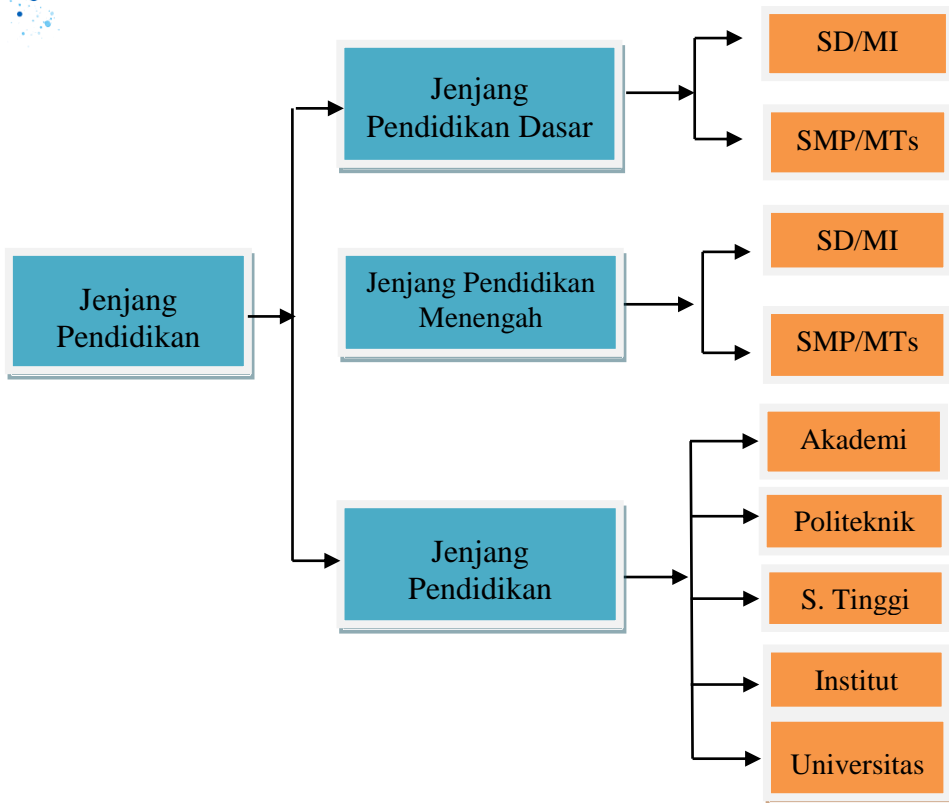 Jenjang
Pendidikan
Jenjang
Pendidikan Dasar
SD/MI
SMP/MTs
Jenjang Pendidikan
Menengah
SD/MI
SMP/MTs
Jenjang
Pendidikan
Akademi
Politeknik
S. Tinggi
Institut
Universitas